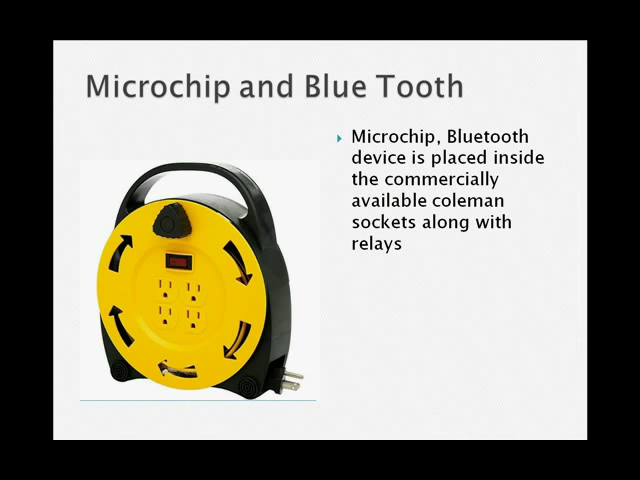 Microchip and Blue Tooth
Microchip, Bluetooth
device is placed inside
the commercially
available coleman
sockets along with
relays